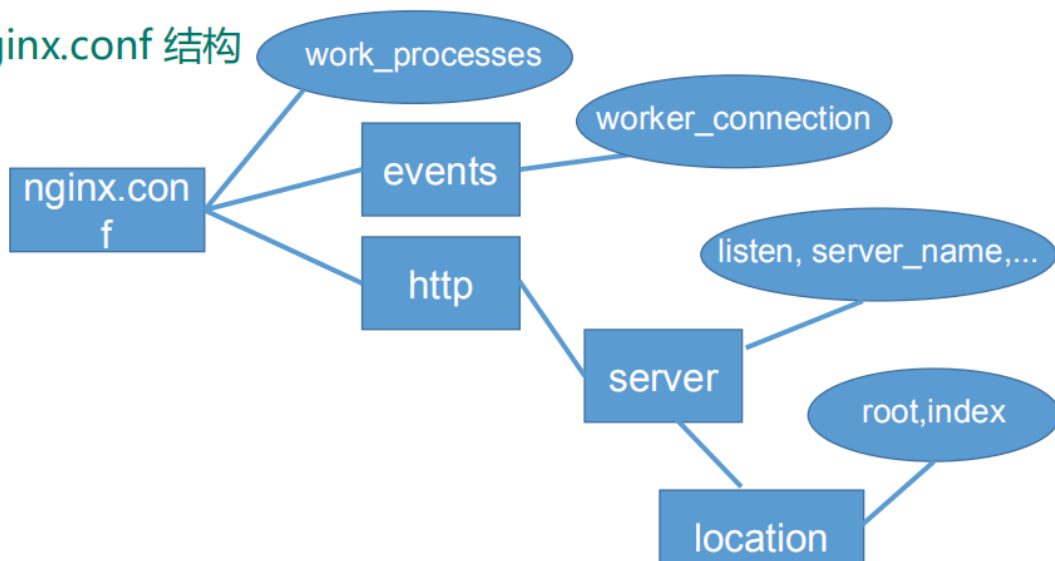 ginx.conf 结构
work_processes
worker_connection
events
nginx.con
f
listen, server_name,...
http
server
root,index
location